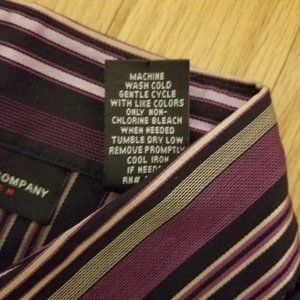 MACHINE
WASH COLD
GENTLE CYCLE
WITH LIKE COLORS
ONLY NON-
CHLORINE BLEACH
WHEN NEEDED
TUMBLE DRY LOW
REMOVE PROMPTLY
COOL IRON
IF NEEDED
RN#
COMPANY